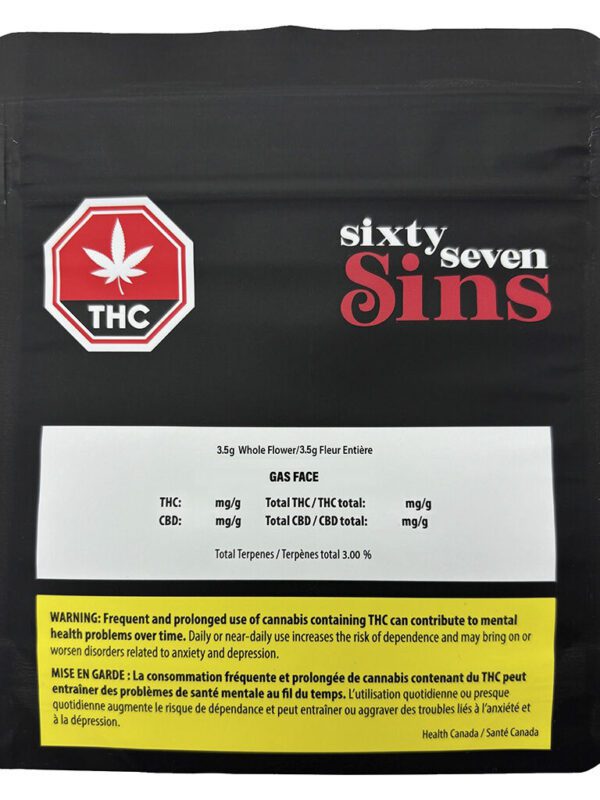 THC
sixty
seven
Sins
3.5g Whole Flower/3.5g Fleur Entière
GAS FACE
THC: mg/g Total THC / THC total: mg/g
CBD: mg/g Total CBD / CBD total: mg/g
Total Terpenes / Terpènes total 3.00 %
WARNING: Frequent and prolonged use of cannabis containing THC can contribute to mental
health problems over time. Daily or near-daily use increases the risk of dependence and may bring on or
worsen disorders related to anxiety and depression.
MISE EN GARDE : La consommation fréquente et prolongée de cannabis contenant du THC peut
entraîner des problèmes de santé mentale au fil du temps. L'utilisation quotidienne ou presque
quotidienne augmente le risque de dépendance et peut entraîner ou aggraver des troubles liés à l'anxiété et
à la dépression.
Health Canada / Santé Canada